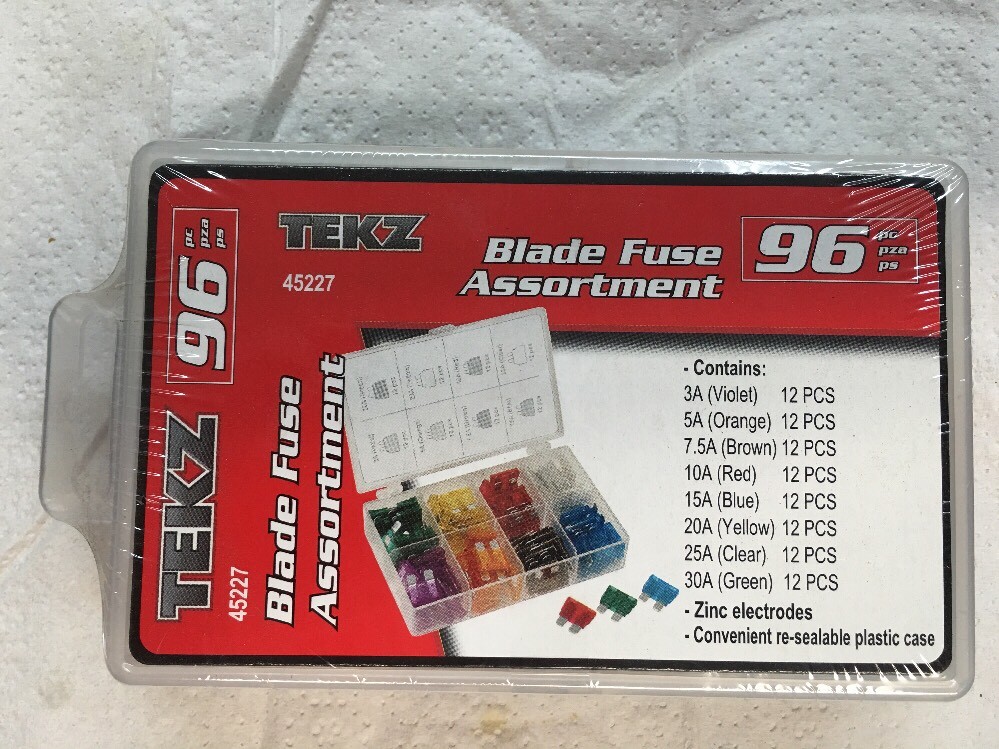 TEKZ
45227
Blade Fuse
Assortment
96
pc
pza
ps
96
pc
pza
ps
TEKZ
45227
Blade Fuse
Assortment
- Contains:
3A (Violet) 12 PCS
5A (Orange) 12 PCS
7.5A (Brown) 12 PCS
10A (Red) 12 PCS
15A (Blue) 12 PCS
20A (Yellow) 12 PCS
25A (Clear) 12 PCS
30A (Green) 12 PCS
- Zinc electrodes
- Convenient re-sealable plastic case